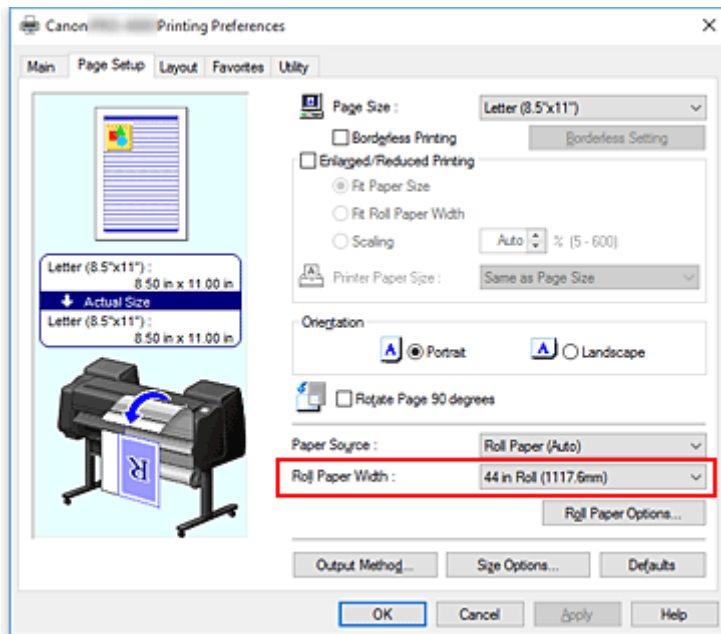 Canon Printing Preferences
Main Page Setup Layout Favorites Utility
Page Size : Letter (8.5"x11")
Borderless Printing Borderless Setting
Enlarged/Reduced Printing
Fit Paper Size
Fit Roll Paper Width
Scaling Auto % (5 - 600)
Printer Paper Size : Same as Page Size
Letter (8.5"x11") :
8.50 in x 11.00 in
Actual Size
Letter (8.5"x11") :
8.50 in x 11.00 in
Orientation
A Portrait A Landscape
Rotate Page 90 degrees
R
Paper Source : Roll Paper (Auto)
Roll Paper Width : 44 in Roll (1117.6mm)
Roll Paper Options...
Output Method... Size Options... Defaults
OK Cancel Apply Help